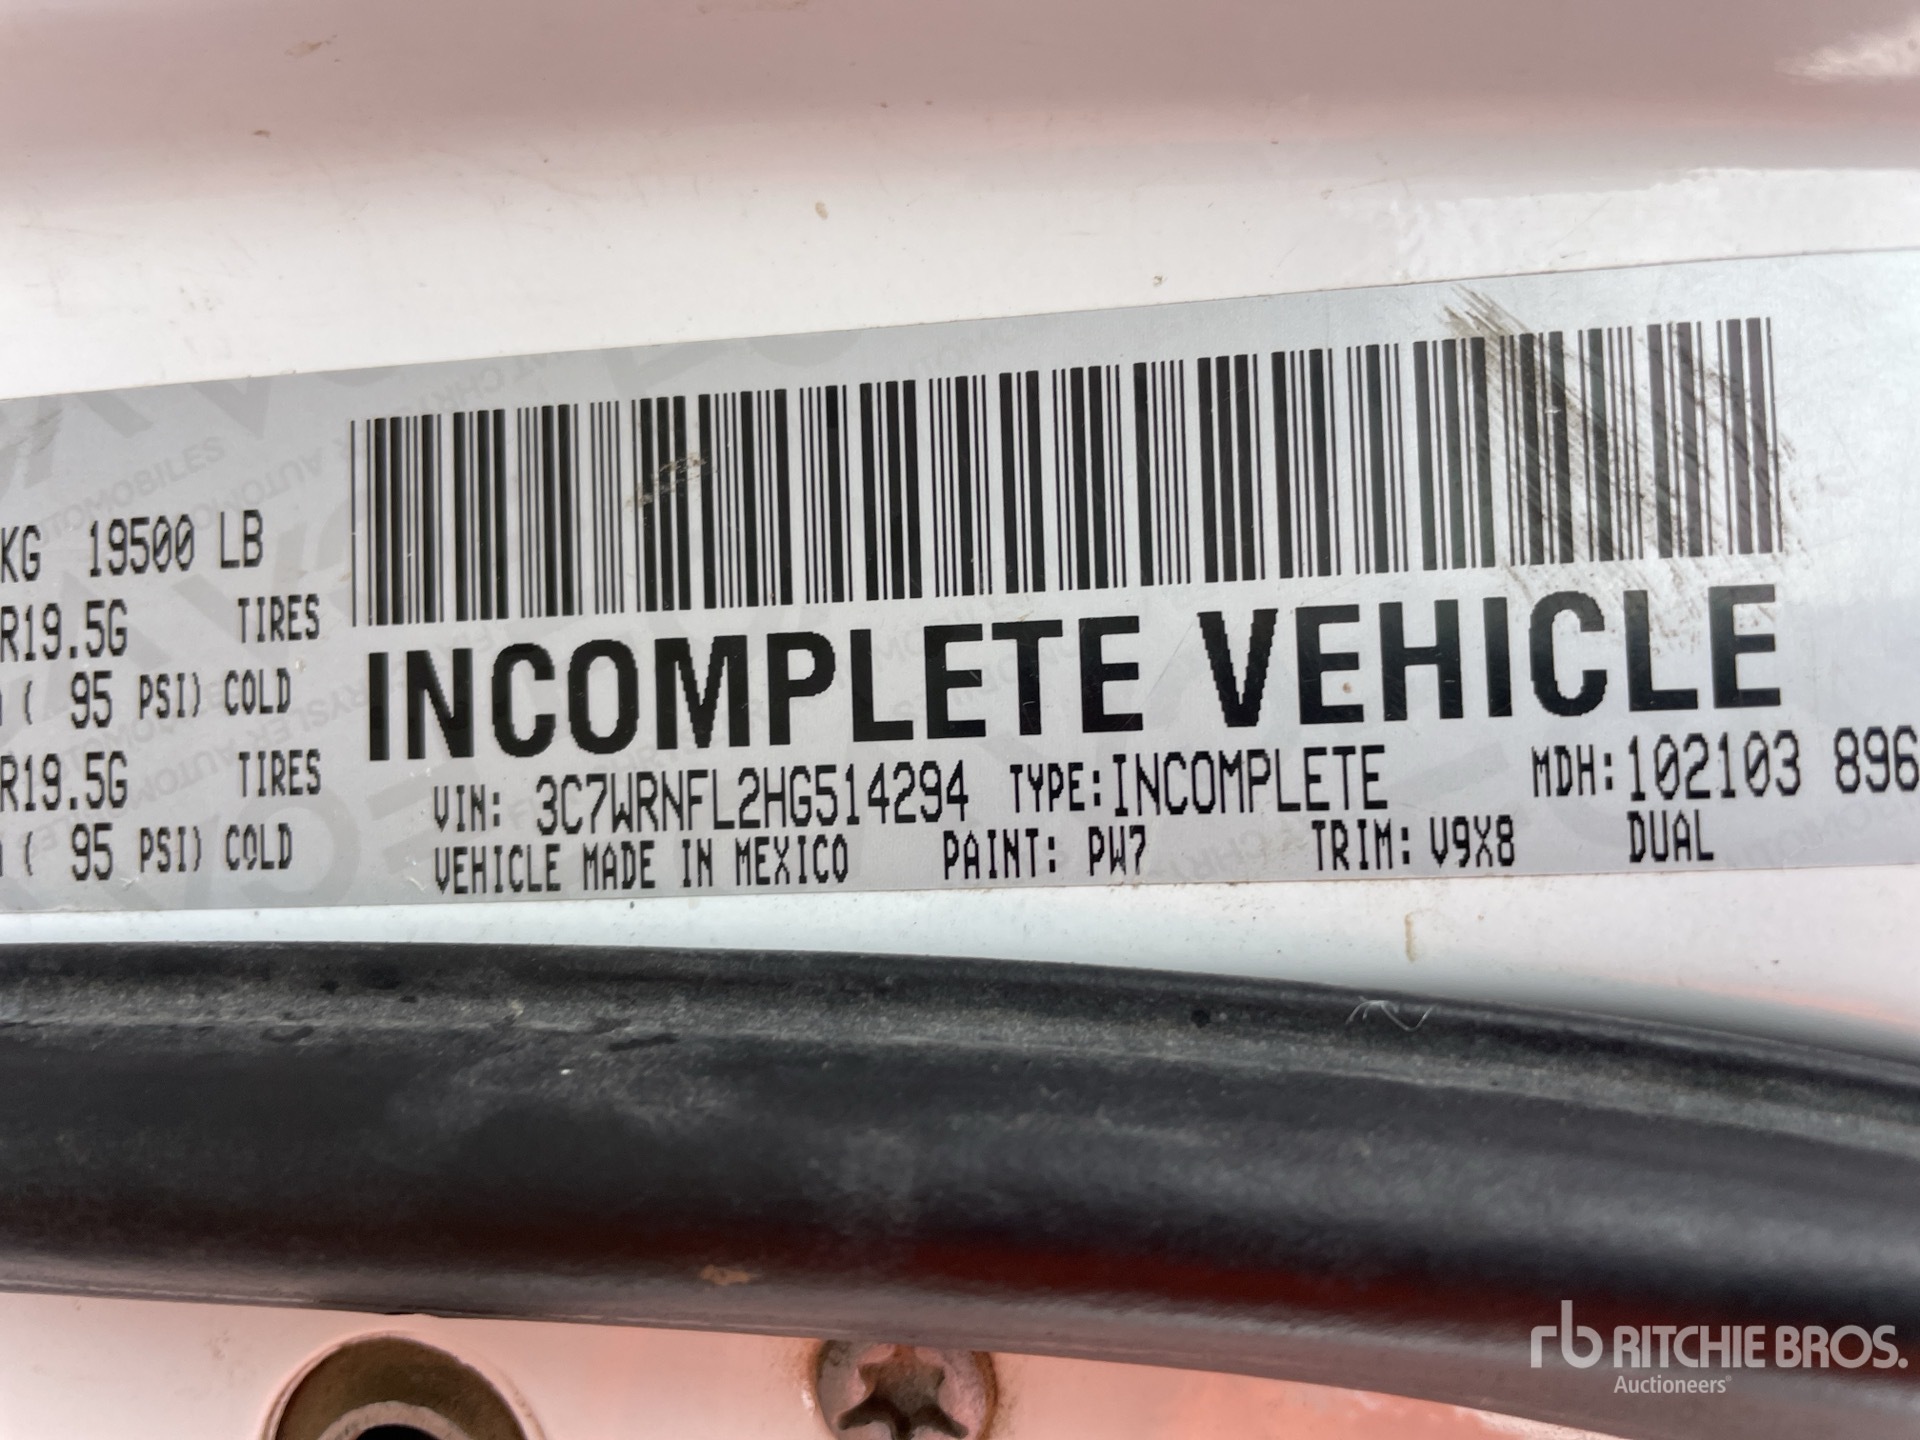 KG 19500 LB
R19.5G TIRES
( 95 PSI) COLD
R19.5G TIRES
( 95 PSI) COLD
INCOMPLETE VEHICLE
VIN: 3C7WRNFL2HG514294 TYPE: INCOMPLETE MDH: 102103 896
VEHICLE MADE IN MEXICO PAINT: PW7 TRIM: V9X8 DUAL
rb RITCHIE BROS.
Auctioneers